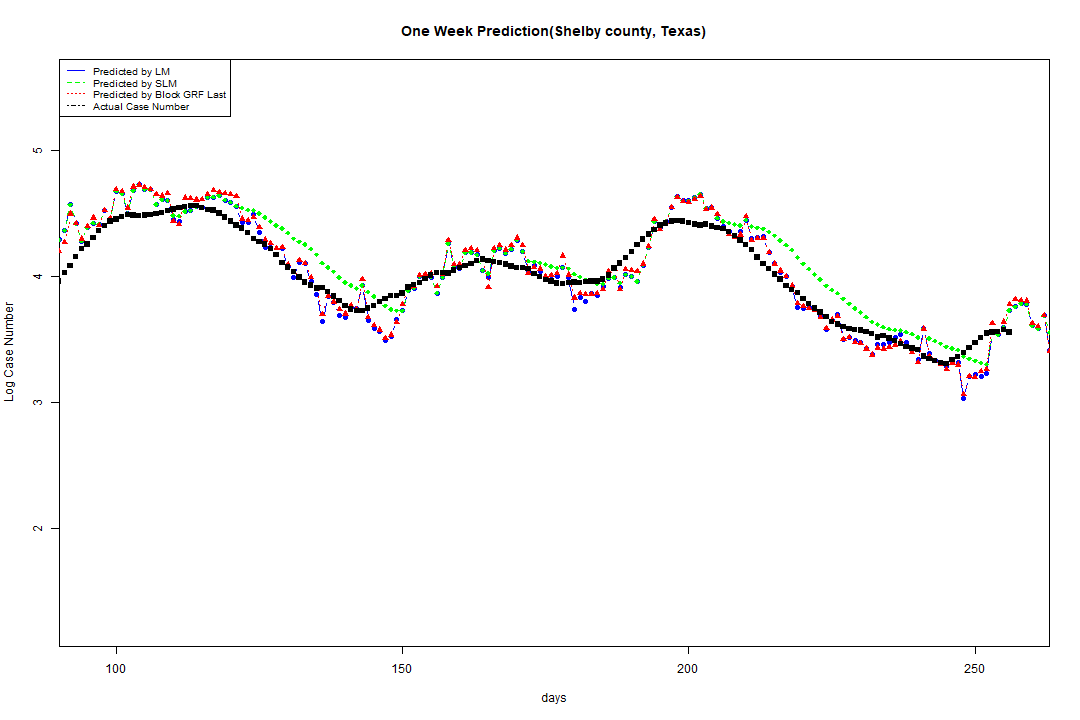 One Week Prediction(Shelby county, Texas)
Predicted by LM
Predicted by SLM
Predicted by Block GRF Last
Actual Case Number
5
4
3
2
Log Case Number
100 150 200 250
days